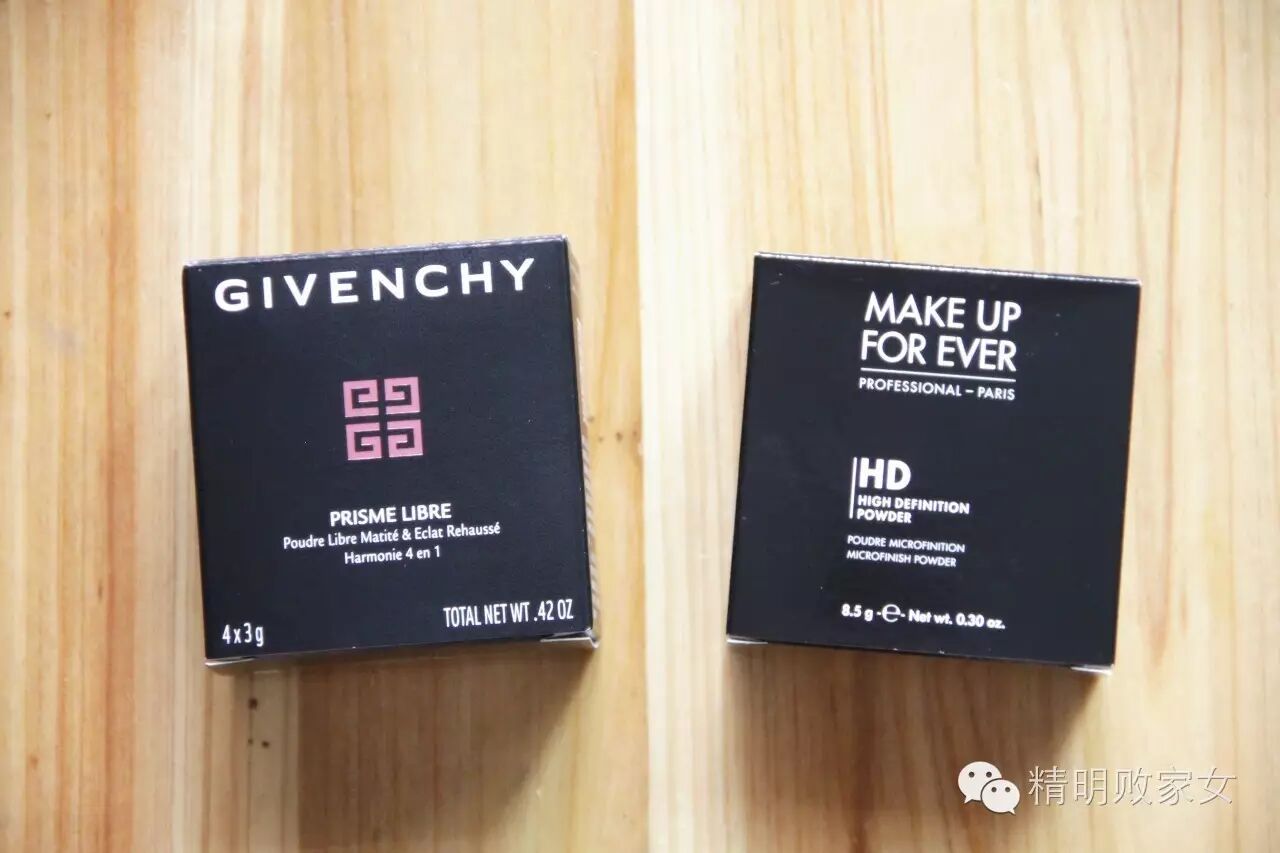 GIVENCHY
PRISME LIBRE
Poudre Libre Matité & Eclat Rehaussé
Harmonie 4 en 1
4x3g
TOTAL NET WT .42 OZ
MAKE UP
FOR EVER
PROFESSIONAL – PARIS
HD
HIGH DEFINITION
POWDER
POUDRE MICROFINITION
MICROFINISH POWDER
8.5 g -e- Net wt. 0.30 oz.
精明败家女